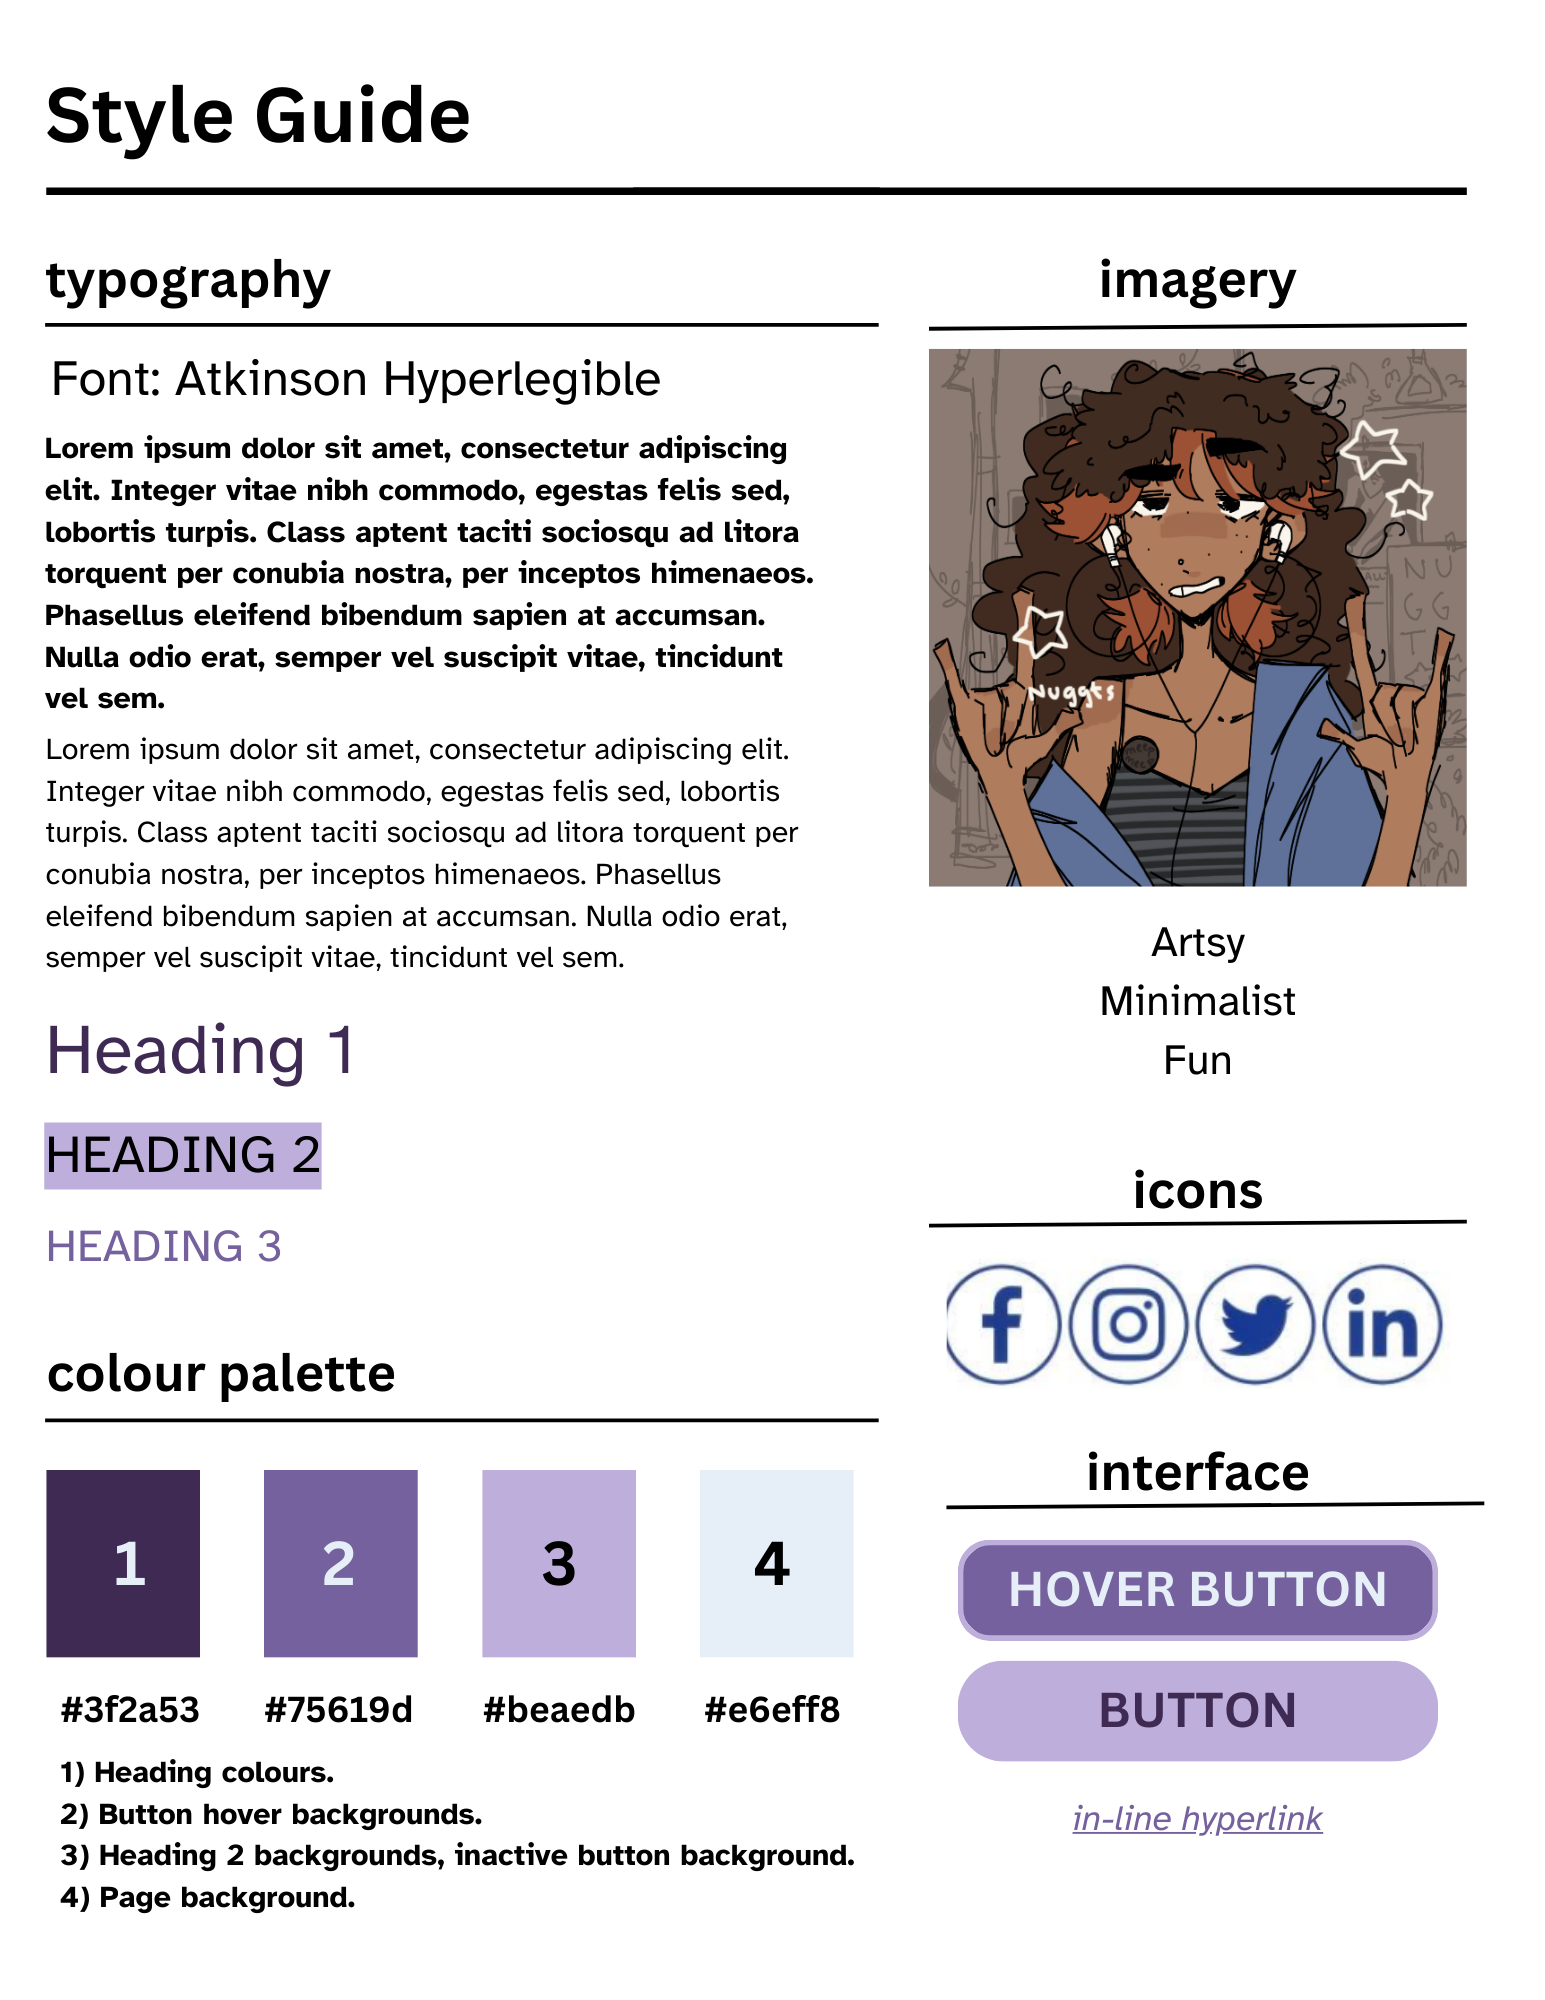 Style Guide
typography
Font: Atkinson Hyperlegible
Lorem ipsum dolor sit amet, consectetur adipiscing
elit. Integer vitae nibh commodo, egestas felis sed,
lobortis turpis. Class aptent taciti sociosqu ad litora
torquent per conubia nostra, per inceptos himenaeos.
Phasellus eleifend bibendum sapien at accumsan.
Nulla odio erat, semper vel suscipit vitae, tincidunt
vel sem.
Lorem ipsum dolor sit amet, consectetur adipiscing elit.
Integer vitae nibh commodo, egestas felis sed, lobortis
turpis. Class aptent taciti sociosqu ad litora torquent per
conubia nostra, per inceptos himenaeos. Phasellus
eleifend bibendum sapien at accumsan. Nulla odio erat,
semper vel suscipit vitae, tincidunt vel sem.
Heading 1
HEADING 2
HEADING 3
colour palette
1 2 3 4
#3f2a53 #75619d #beaedb #e6eff8
1) Heading colours.
2) Button hover backgrounds.
3) Heading 2 backgrounds, inactive button background.
4) Page background.
imagery
Nuggts
meep
meep
NU
GG
T
Artsy
Minimalist
Fun
icons
f in
interface
HOVER BUTTON
BUTTON
in-line hyperlink